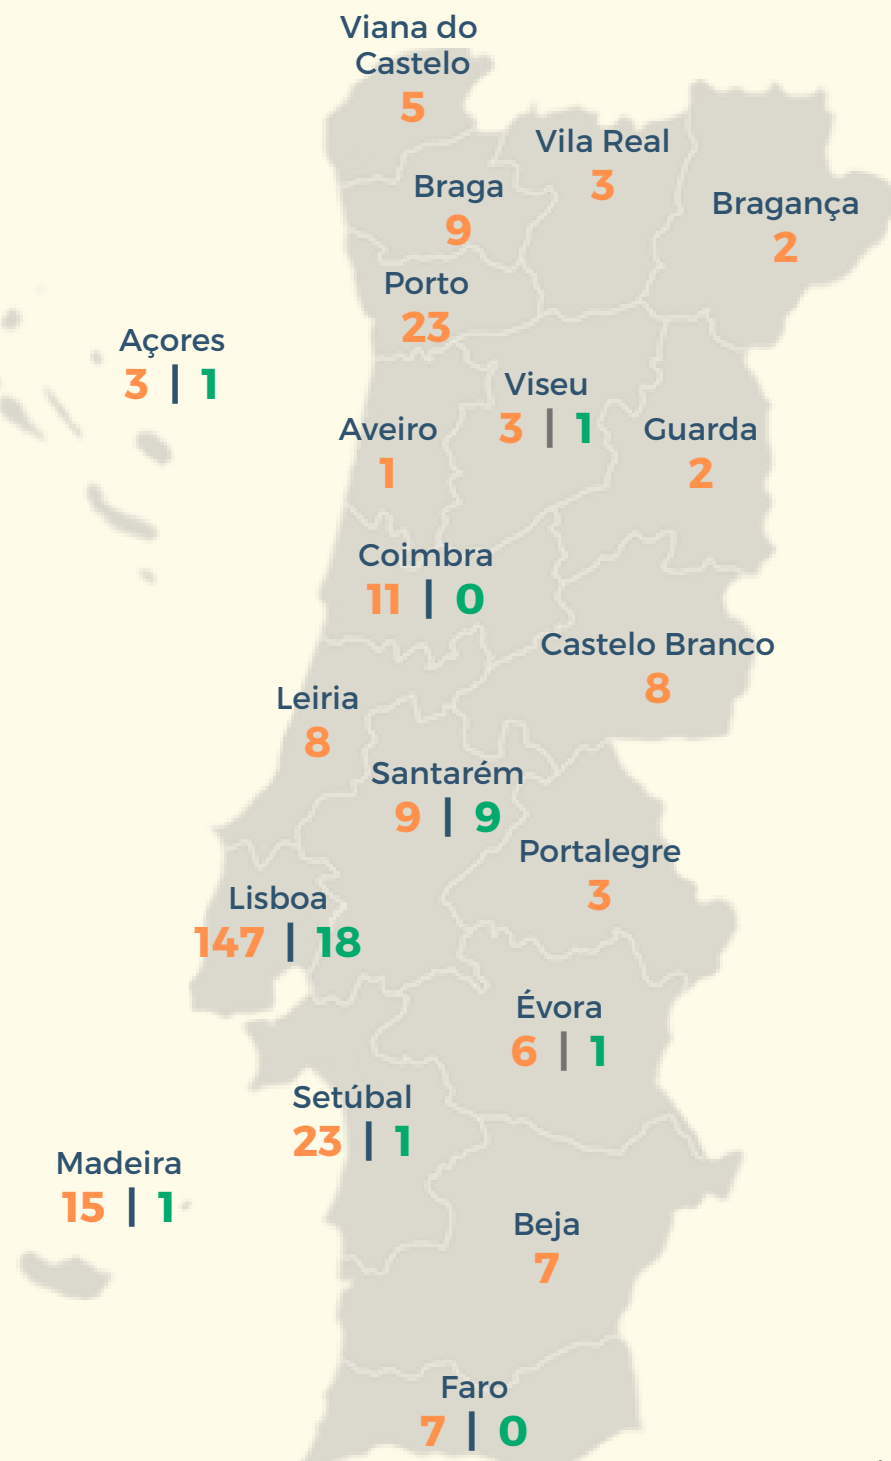 Viana do
Castelo
5
Vila Real
3
Braga
9
Bragança
2
Porto
23
Açores
3 | 1
Viseu
3 | 1
Aveiro
1
Guarda
2
Coimbra
11 | 0
Castelo Branco
8
Leiria
8
Santarém
9 | 9
Portalegre
3
Lisboa
147 | 18
Évora
6 | 1
Setúbal
23 | 1
Madeira
15 | 1
Beja
7
Faro
7 | 0